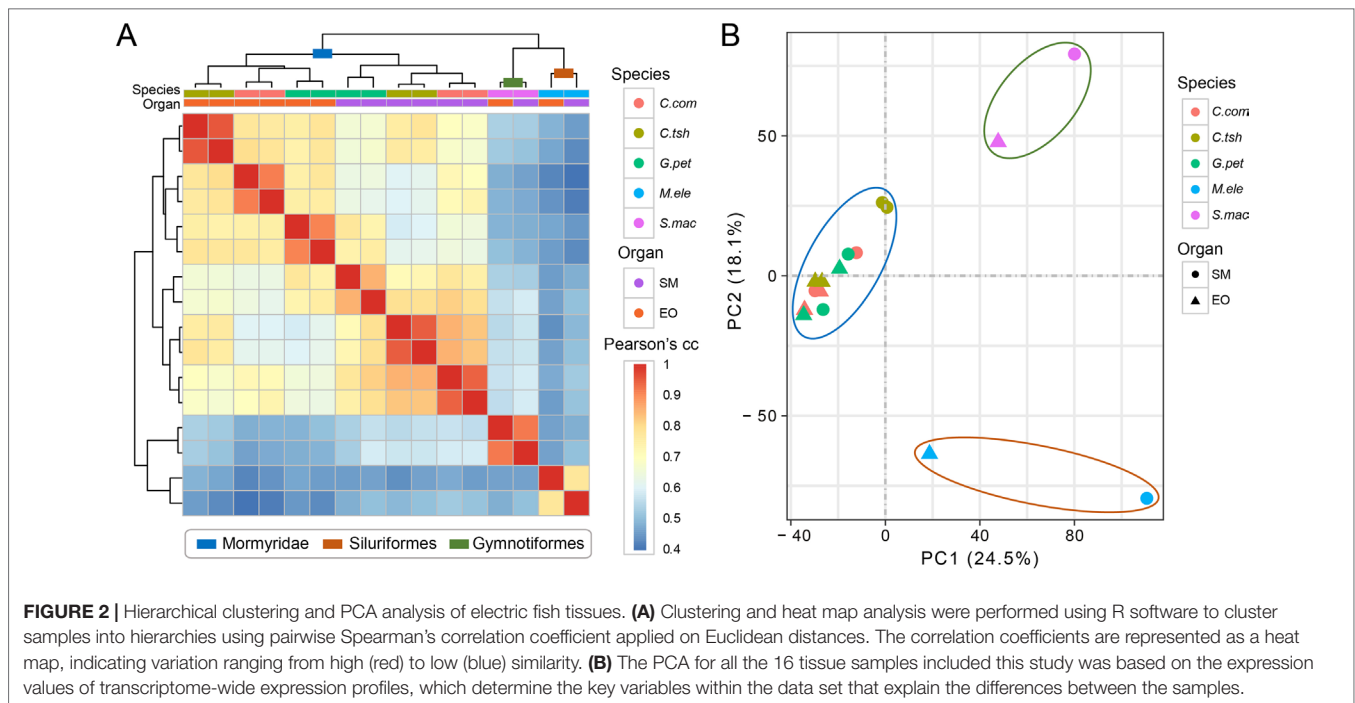 A
Species
Organ
Species
C.com
C.tsh
G.pet
M.ele
S.mac
Organ
SM
EO
Pearson's cc
1
0.9
0.8
0.7
0.6
0.5
0.4
Mormyridae
Siluriformes
Gymnotiformes
B
PC2 (18.1%)
50
0
− 50
− 40
0
40
80
PC1 (24.5%)
Species
C.com
C.tsh
G.pet
M.ele
S.mac
Organ
SM
EO
FIGURE 2 | Hierarchical clustering and PCA analysis of electric fish tissues. (A) Clustering and heat map analysis were performed using R software to cluster
samples into hierarchies using pairwise Spearman's correlation coefficient applied on Euclidean distances. The correlation coefficients are represented as a heat
map, indicating variation ranging from high (red) to low (blue) similarity. (B) The PCA for all the 16 tissue samples included this study was based on the expression
values of transcriptome-wide expression profiles, which determine the key variables within the data set that explain the differences between the samples.